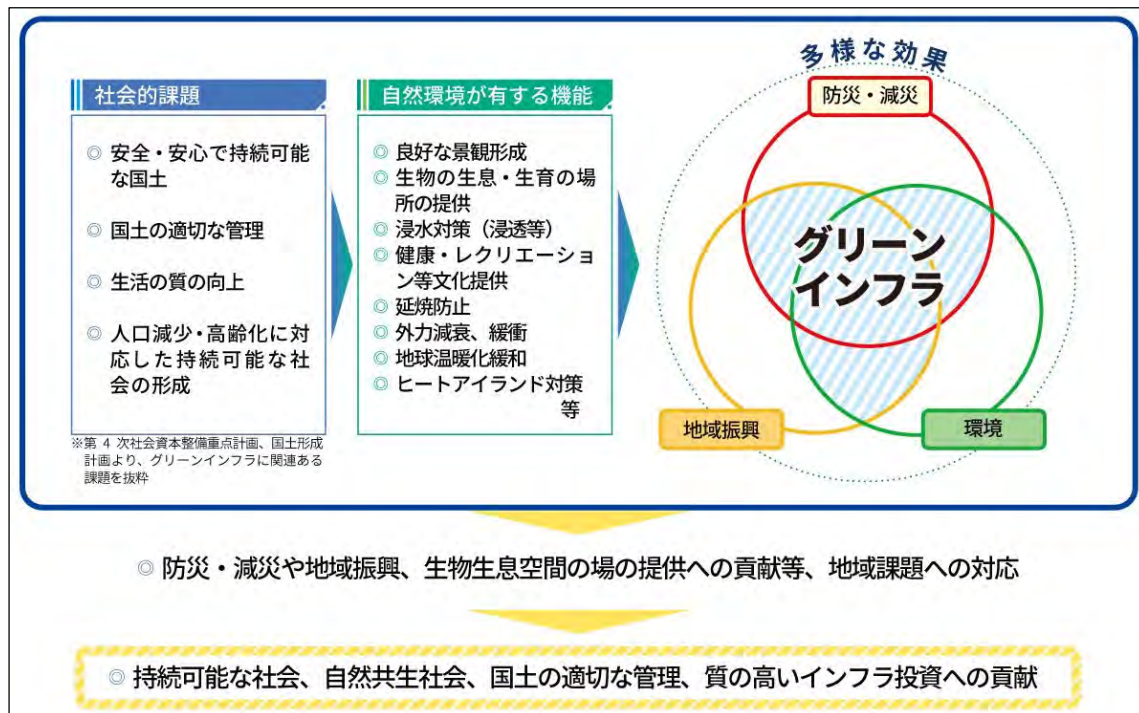 社会的課題
◎ 安全・安心で持続可能
な国土
◎ 国土の適切な管理
◎ 生活の質の向上
◎ 人口減少・高齢化に対
応した持続可能な社
会の形成
※第 4 次社会資本整備重点計画、国土形成
計画より、グリーンインフラに関連ある
課題を抜粋
自然環境が有する機能
◎ 良好な景観形成
◎ 生物の生息・生育の場
所の提供
◎ 浸水対策（浸透等）
◎ 健康・レクリエーショ
ン等文化提供
◎ 延焼防止
◎ 外力減衰、緩衝
◎ 地球温暖化緩和
◎ ヒートアイランド対策
等
多様な効果
防災・減災
グリーン
インフラ
地域振興
環境
◎ 防災・減災や地域振興、生物生息空間の場の提供への貢献等、地域課題への対応
◎ 持続可能な社会、自然共生社会、国土の適切な管理、質の高いインフラ投資への貢献